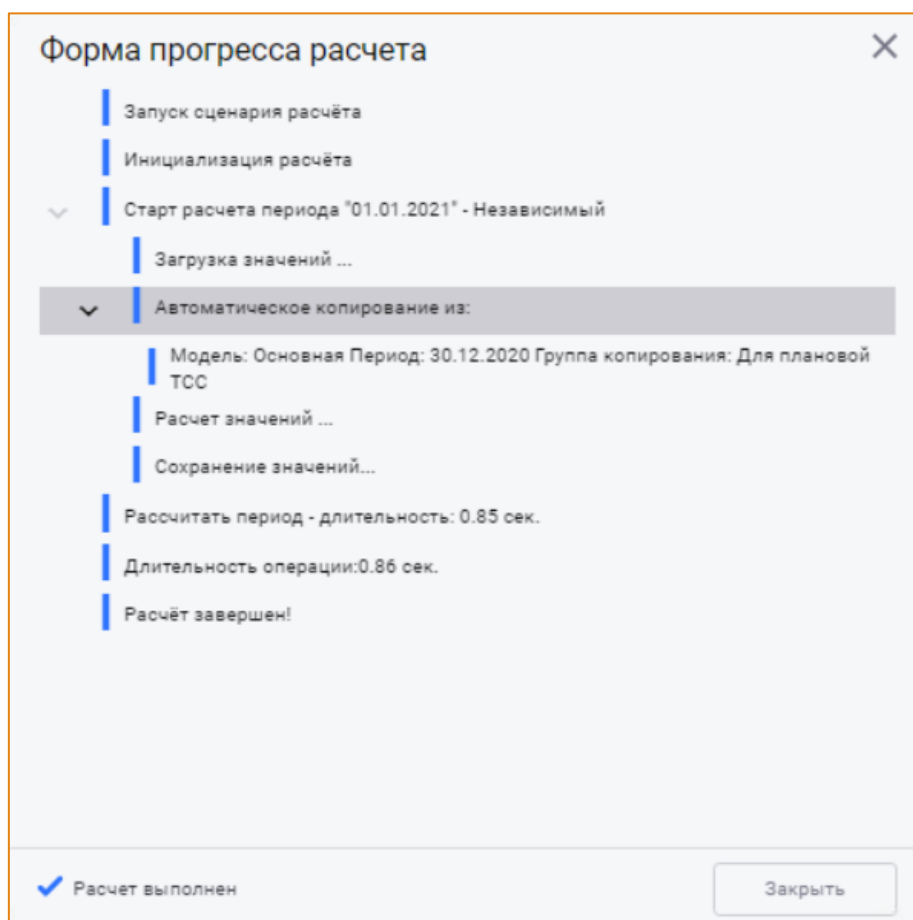 Форма прогресса расчета
Запуск сценария расчёта
Инициализация расчёта
Старт расчета периода "01.01.2021" - Независимый
Загрузка значений ...
Автоматическое копирование из:
Модель: Основная Период: 30.12.2020 Группа копирования: Для плановой
ТСС
Расчет значений ...
Сохранение значений...
Рассчитать период - длительность: 0.85 сек.
Длительность операции:0.86 сек.
Расчёт завершен!
Расчет выполнен
Закрыть